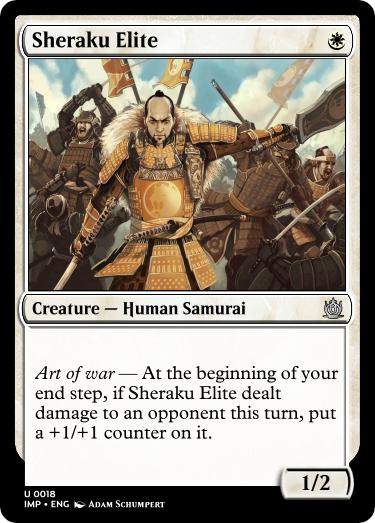 Sheraku Elite
Creature — Human Samurai
Art of war — At the beginning of your
end step, if Sheraku Elite dealt
damage to an opponent this turn, put
a +1/+1 counter on it.
1/2
U 0018
IMP • ENG Adam Schumpert